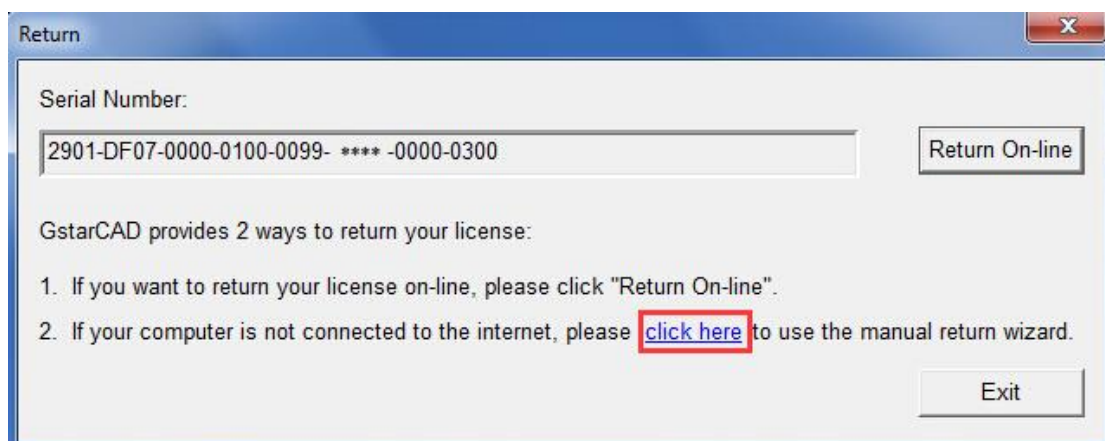 Return
Serial Number:
2901-DF07-0000-0100-0099- **** -0000-0300
Return On-line
GstarCAD provides 2 ways to return your license:
1. If you want to return your license on-line, please click "Return On-line".
2. If your computer is not connected to the internet, please click here to use the manual return wizard.
Exit